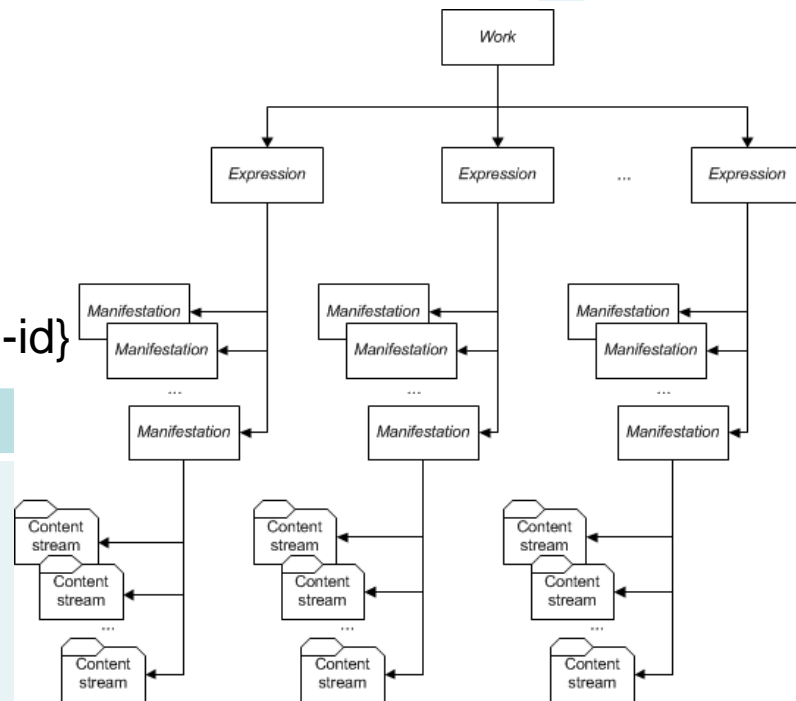 Work
Expression
Expression
...
Expression
-id}
Manifestation
Manifestation
...
Manifestation
Manifestation
Manifestation
...
Manifestation
Manifestation
Manifestation
...
Manifestation
Content
stream
Content
stream
...
Content
stream
Content
stream
Content
stream
...
Content
stream
Content
stream
Content
stream
...
Content
stream